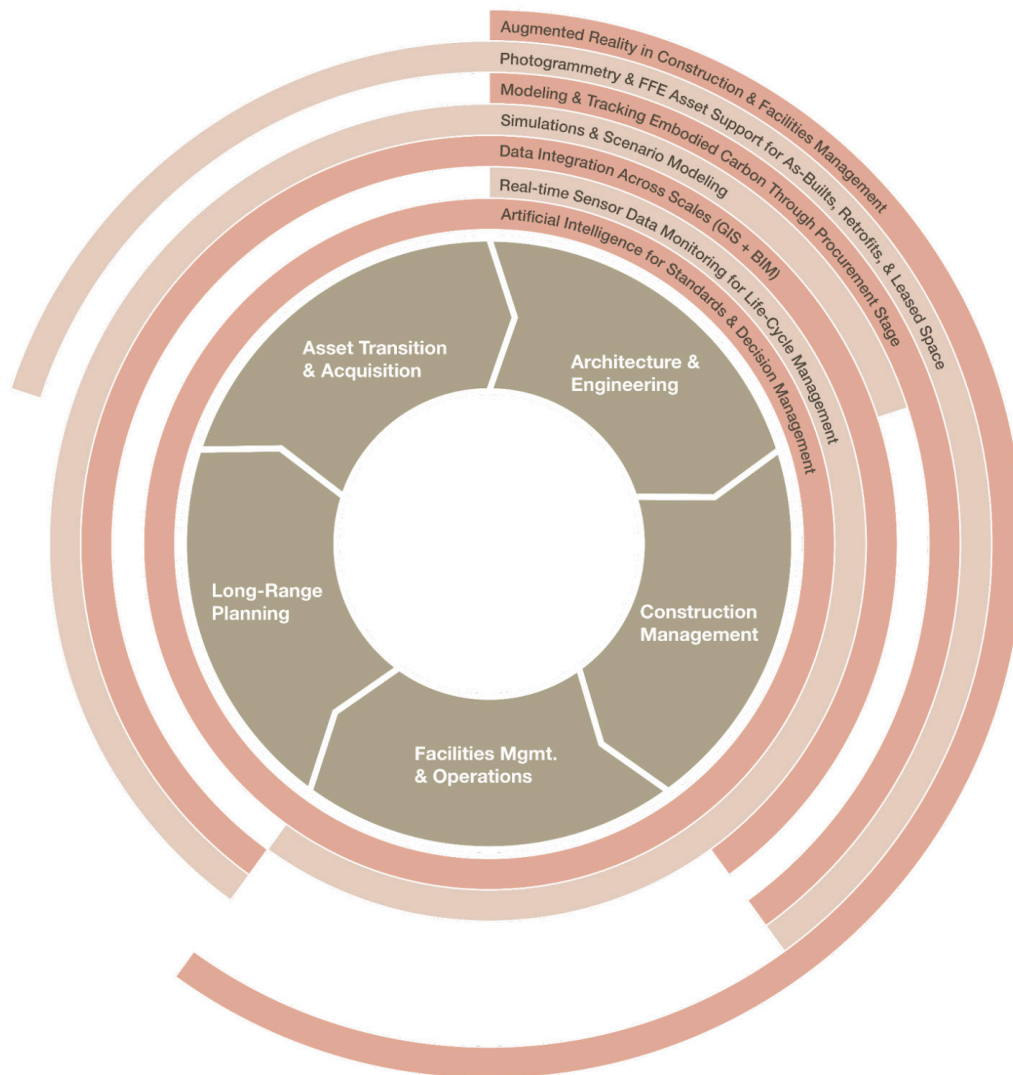 Augmented Reality in Construction & Facilities Management
Photogrammetry & FFE Asset Support for As-Builts, Retrofits, & Leased Space
Modeling & Tracking Embodied Carbon Through Procurement Stage
Simulations & Scenario Modeling
Data Integration Across Scales (GIS + BIM)
Real-time Sensor Data Monitoring for Life-Cycle Management
Artificial Intelligence for Standards & Decision Management
Asset Transition
& Acquisition
Architecture &
Engineering
Long-Range
Planning
Construction
Management
Facilities Mgmt.
& Operations